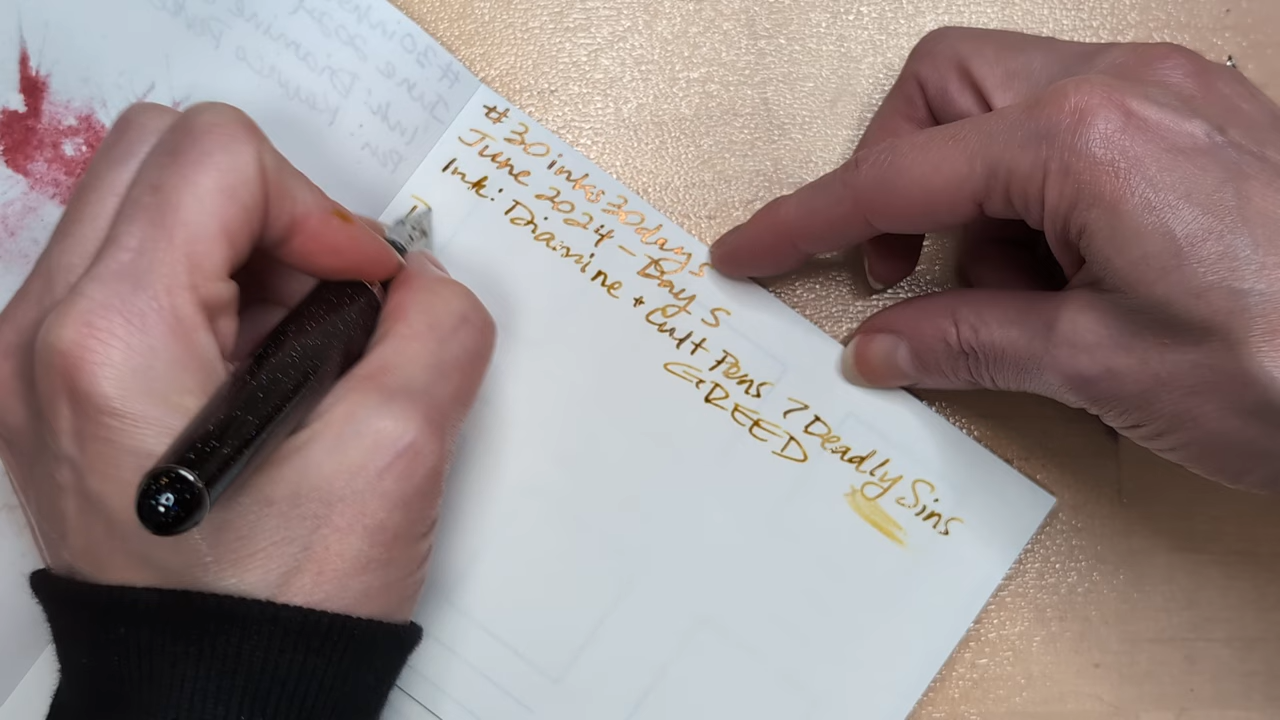 #30inks30days
June 2024 – Day 5
Ink: Diamine + Cult Pens 7 Deadly Sins
GREED